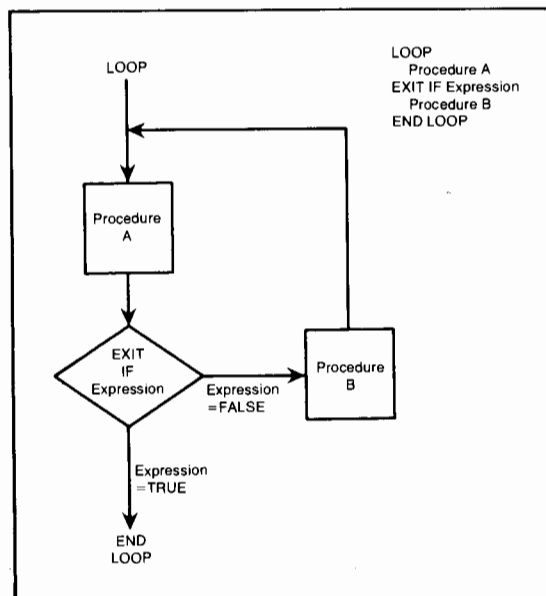 LOOP
LOOP
Procedure A
EXIT IF Expression
Procedure B
END LOOP
Procedure
A
EXIT
IF
Expression
Expression
=FALSE
Procedure
B
Expression
=TRUE
END
LOOP